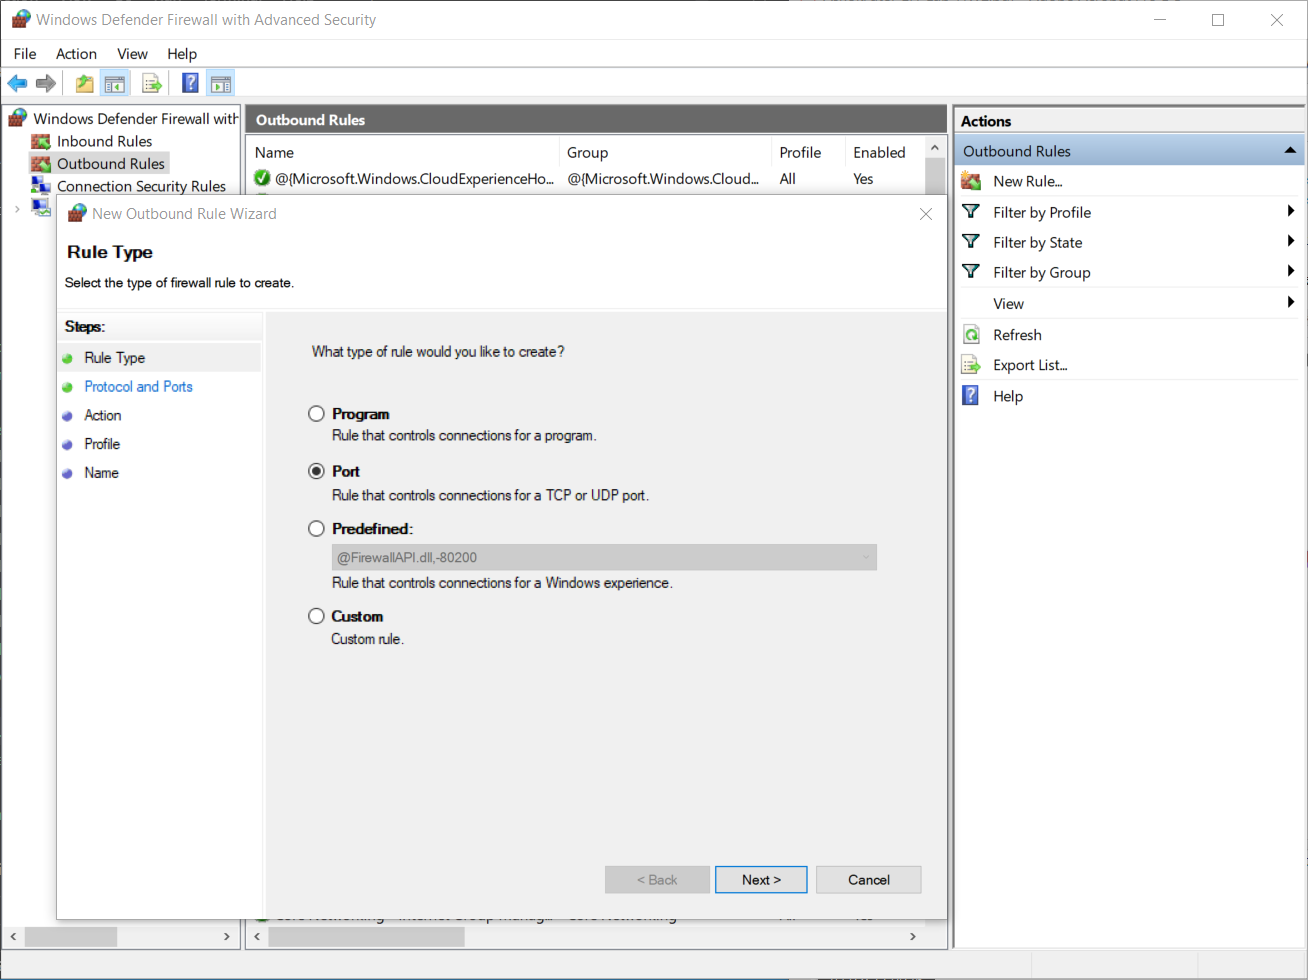 Windows Defender Firewall with Advanced Security
File Action View Help
Windows Defender Firewall with
Inbound Rules
Outbound Rules
Connection Security Rules
Outbound Rules
Name Group Profile Enabled
@{Microsoft.Windows.CloudExperienceHo... @{Microsoft.Windows.Cloud... All Yes
New Outbound Rule Wizard
Rule Type
Select the type of firewall rule to create.
Steps:
Rule Type
Protocol and Ports
Action
Profile
Name
What type of rule would you like to create?
Program
Rule that controls connections for a program.
Port
Rule that controls connections for a TCP or UDP port.
Predefined:
@FirewallAPI.dll,-80200
Rule that controls connections for a Windows experience.
Custom
Custom rule.
< Back Next > Cancel
Actions
Outbound Rules
New Rule...
Filter by Profile
Filter by State
Filter by Group
View
Refresh
Export List...
Help